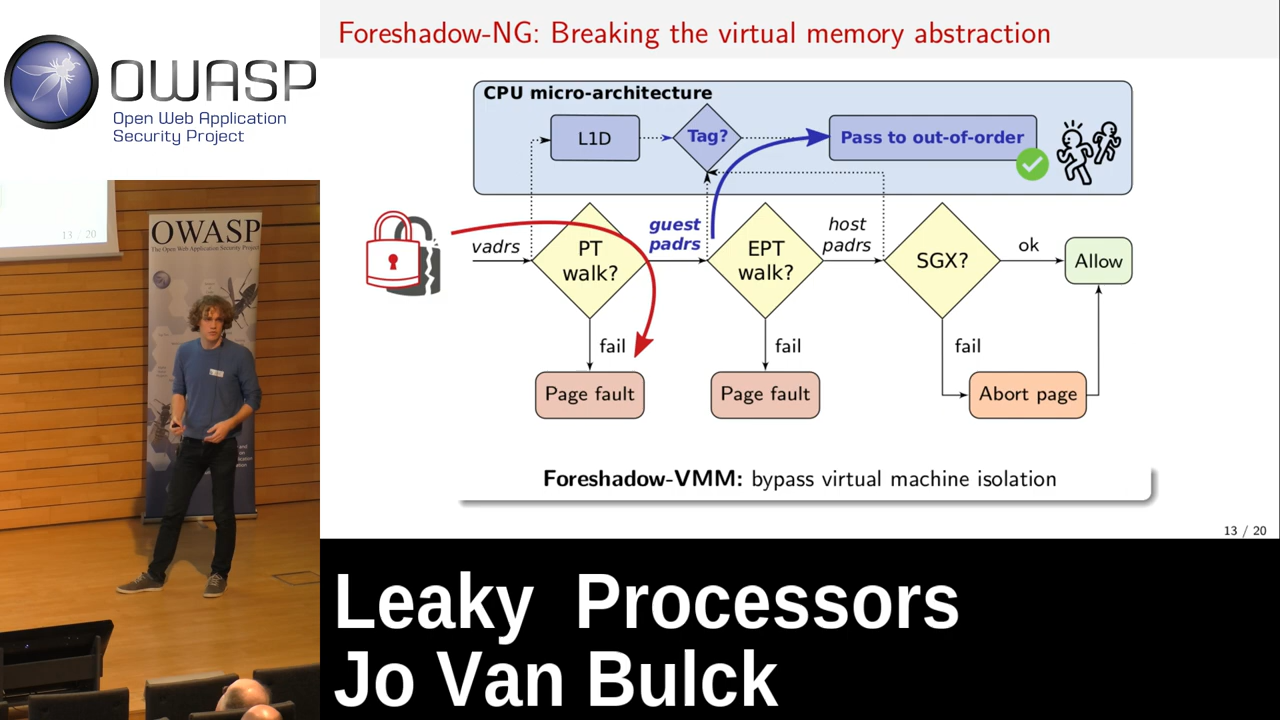 OWASP
Open Web Application
Security Project
13 / 20
OWASP
The Open Web Application Security Project
Foreshadow-NG: Breaking the virtual memory abstraction
CPU micro-architecture
L1D
Tag?
Pass to out-of-order
vadrs
PT
walk?
guest
padrs
EPT
walk?
host
padrs
SGX?
ok
Allow
fail
fail
fail
Page fault
Page fault
Abort page
Foreshadow-VMM: bypass virtual machine isolation
13 / 20
Leaky Processors
Jo Van Bulck